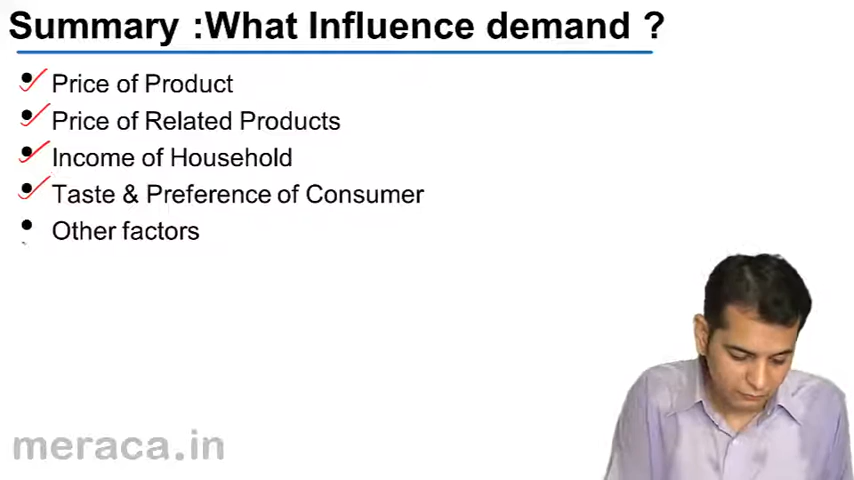 Summary :What Influence demand ?
• Price of Product
• Price of Related Products
• Income of Household
• Taste & Preference of Consumer
• Other factors
meraca.in